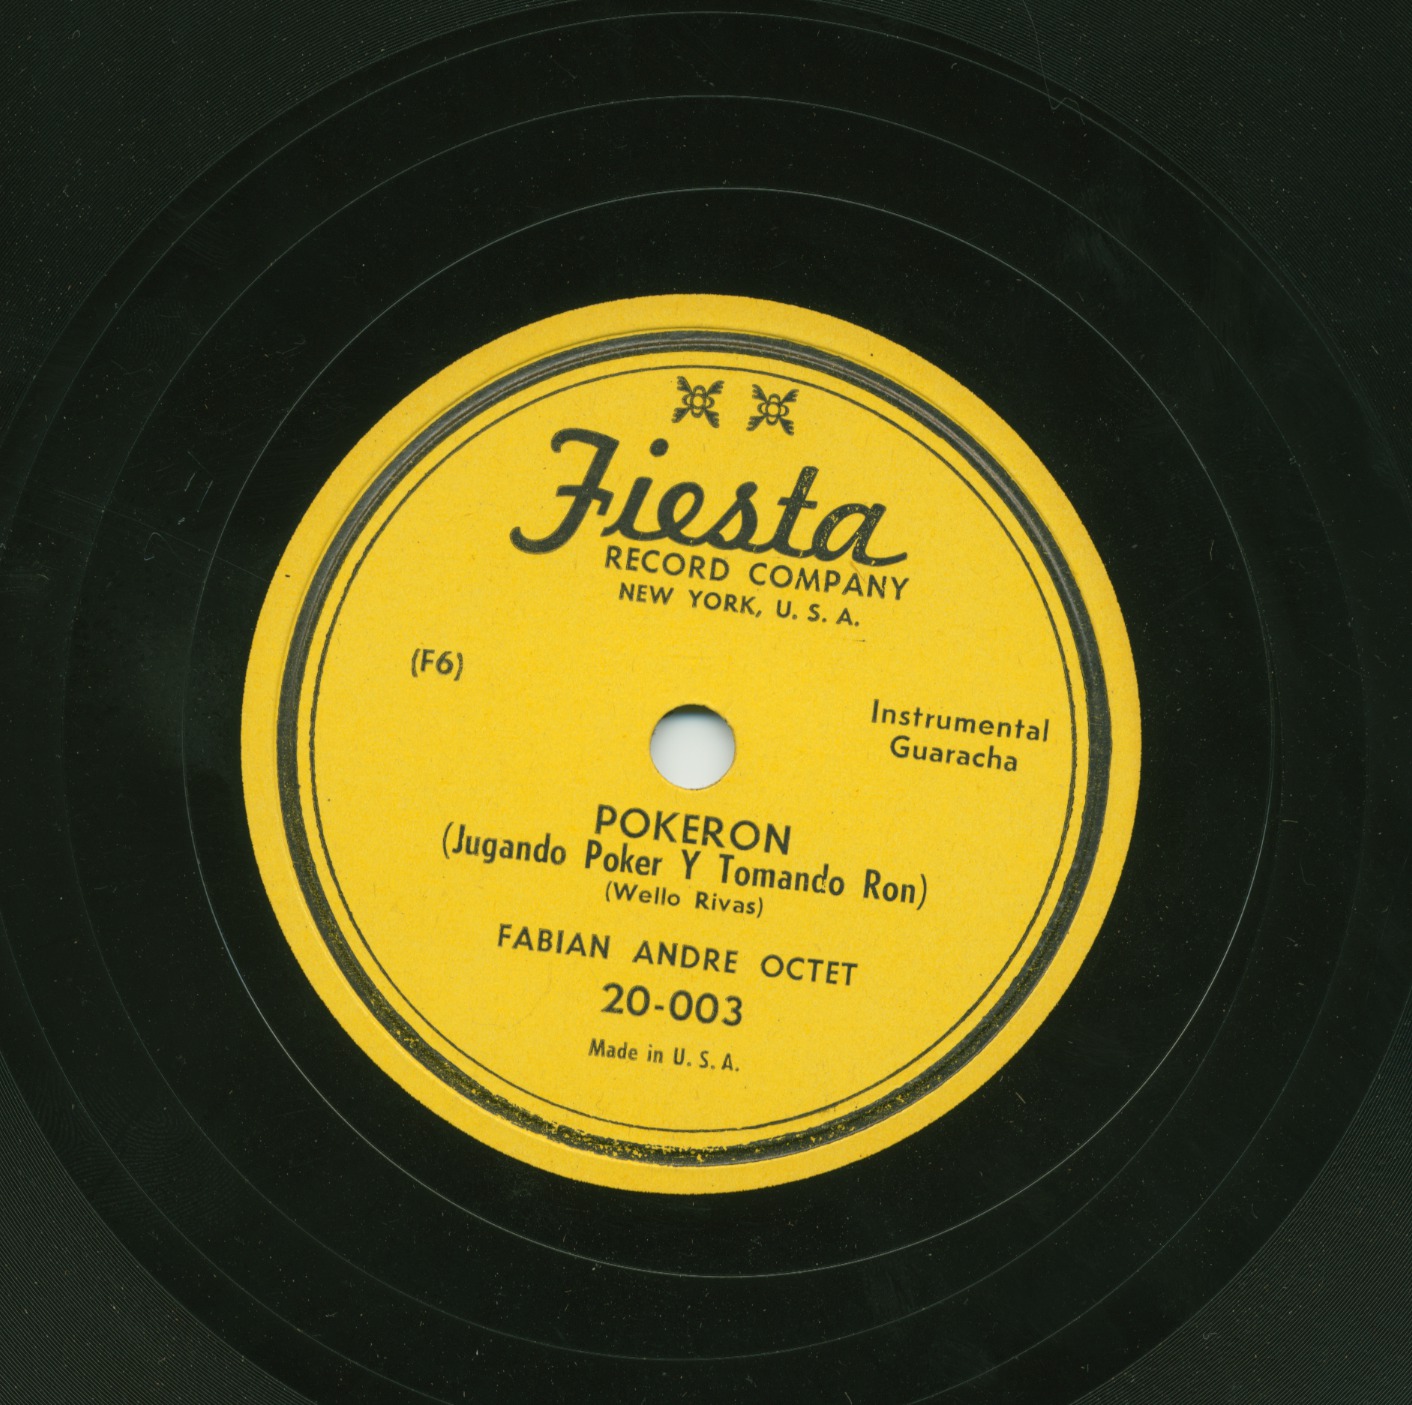 Fiesta
RECORD COMPANY
NEW YORK, U. S. A.
(F6)
Instrumental
Guaracha
POKERON
(Jugando Poker Y Tomando Ron)
(Wello Rivas)
FABIAN ANDRE OCTET
20-003
Made in U. S. A.